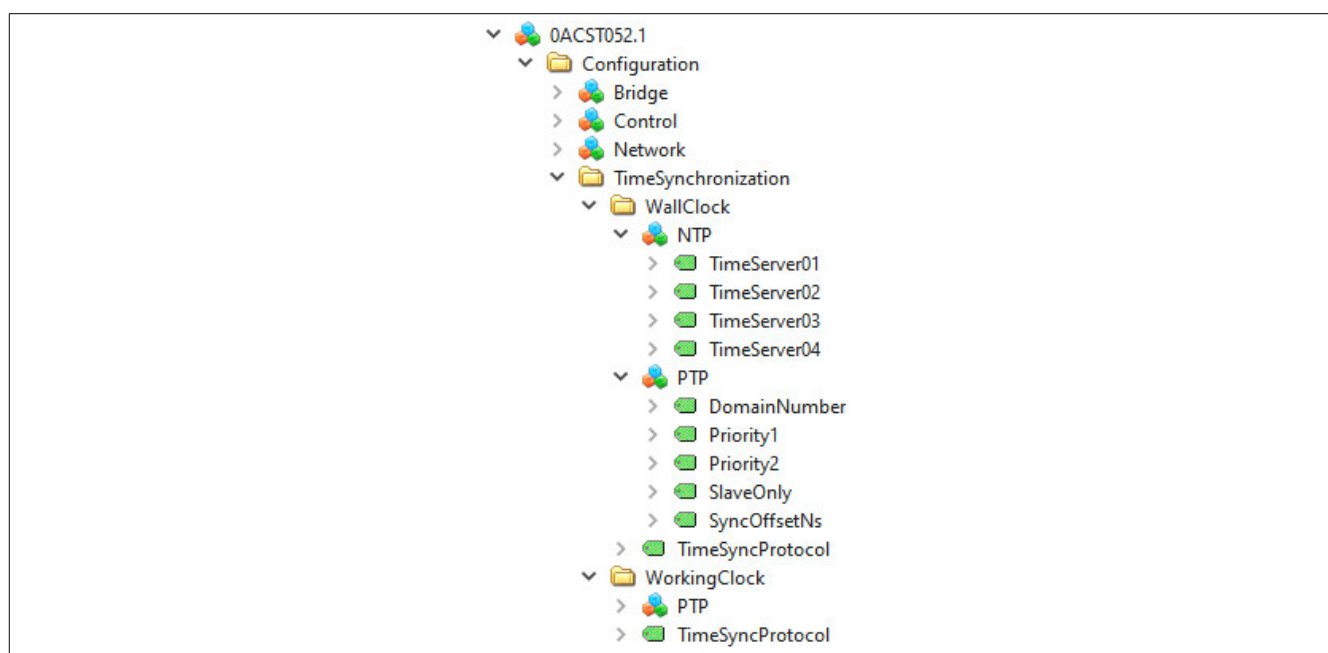 0ACST052.1
Configuration
Bridge
Control
Network
TimeSynchronization
WallClock
NTP
TimeServer01
TimeServer02
TimeServer03
TimeServer04
PTP
DomainNumber
Priority1
Priority2
SlaveOnly
SyncOffsetNs
TimeSyncProtocol
WorkingClock
PTP
TimeSyncProtocol